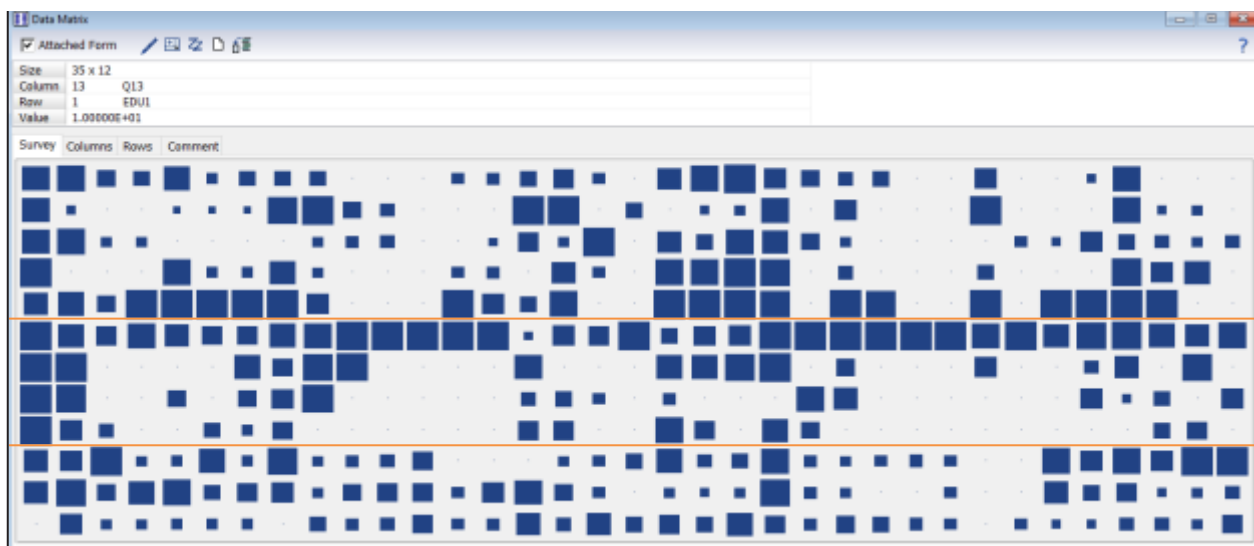 Data Matrix
Attached Form
?
Size 35 x 12
Column 13 Q13
Row 1 EDU1
Value 1.00000E+01
Survey Columns Rows Comment